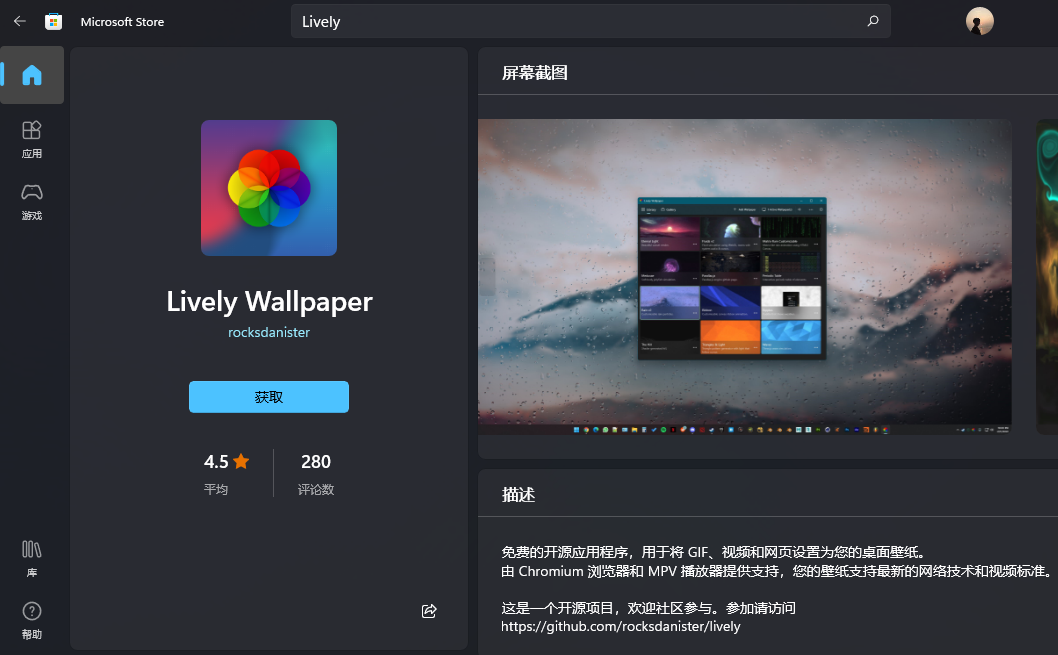 Microsoft Store
Lively
应用
游戏
库
帮助
Lively Wallpaper
rocksdanister
获取
4.5
平均
280
评论数
屏幕截图
描述
免费的开源应用程序，用于将 GIF、视频和网页设置为您的桌面壁纸。
由 Chromium 浏览器和 MPV 播放器提供支持，您的壁纸支持最新的网络技术和视频标准。
这是一个开源项目，欢迎社区参与。参加请访问
https://github.com/rocksdanister/lively